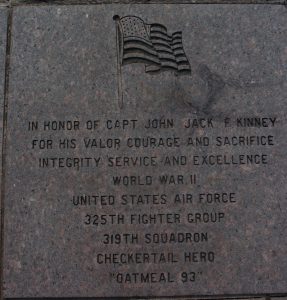 IN HONOR OF CAPT JOHN JACK F KINNEY
FOR HIS VALOR COURAGE AND SACRIFICE
INTEGRITY SERVICE AND EXCELLENCE
WORLD WAR II
UNITED STATES AIR FORCE
325TH FIGHTER GROUP
319TH SQUADRON
CHECKERTAIL HERO
"OATMEAL 93"